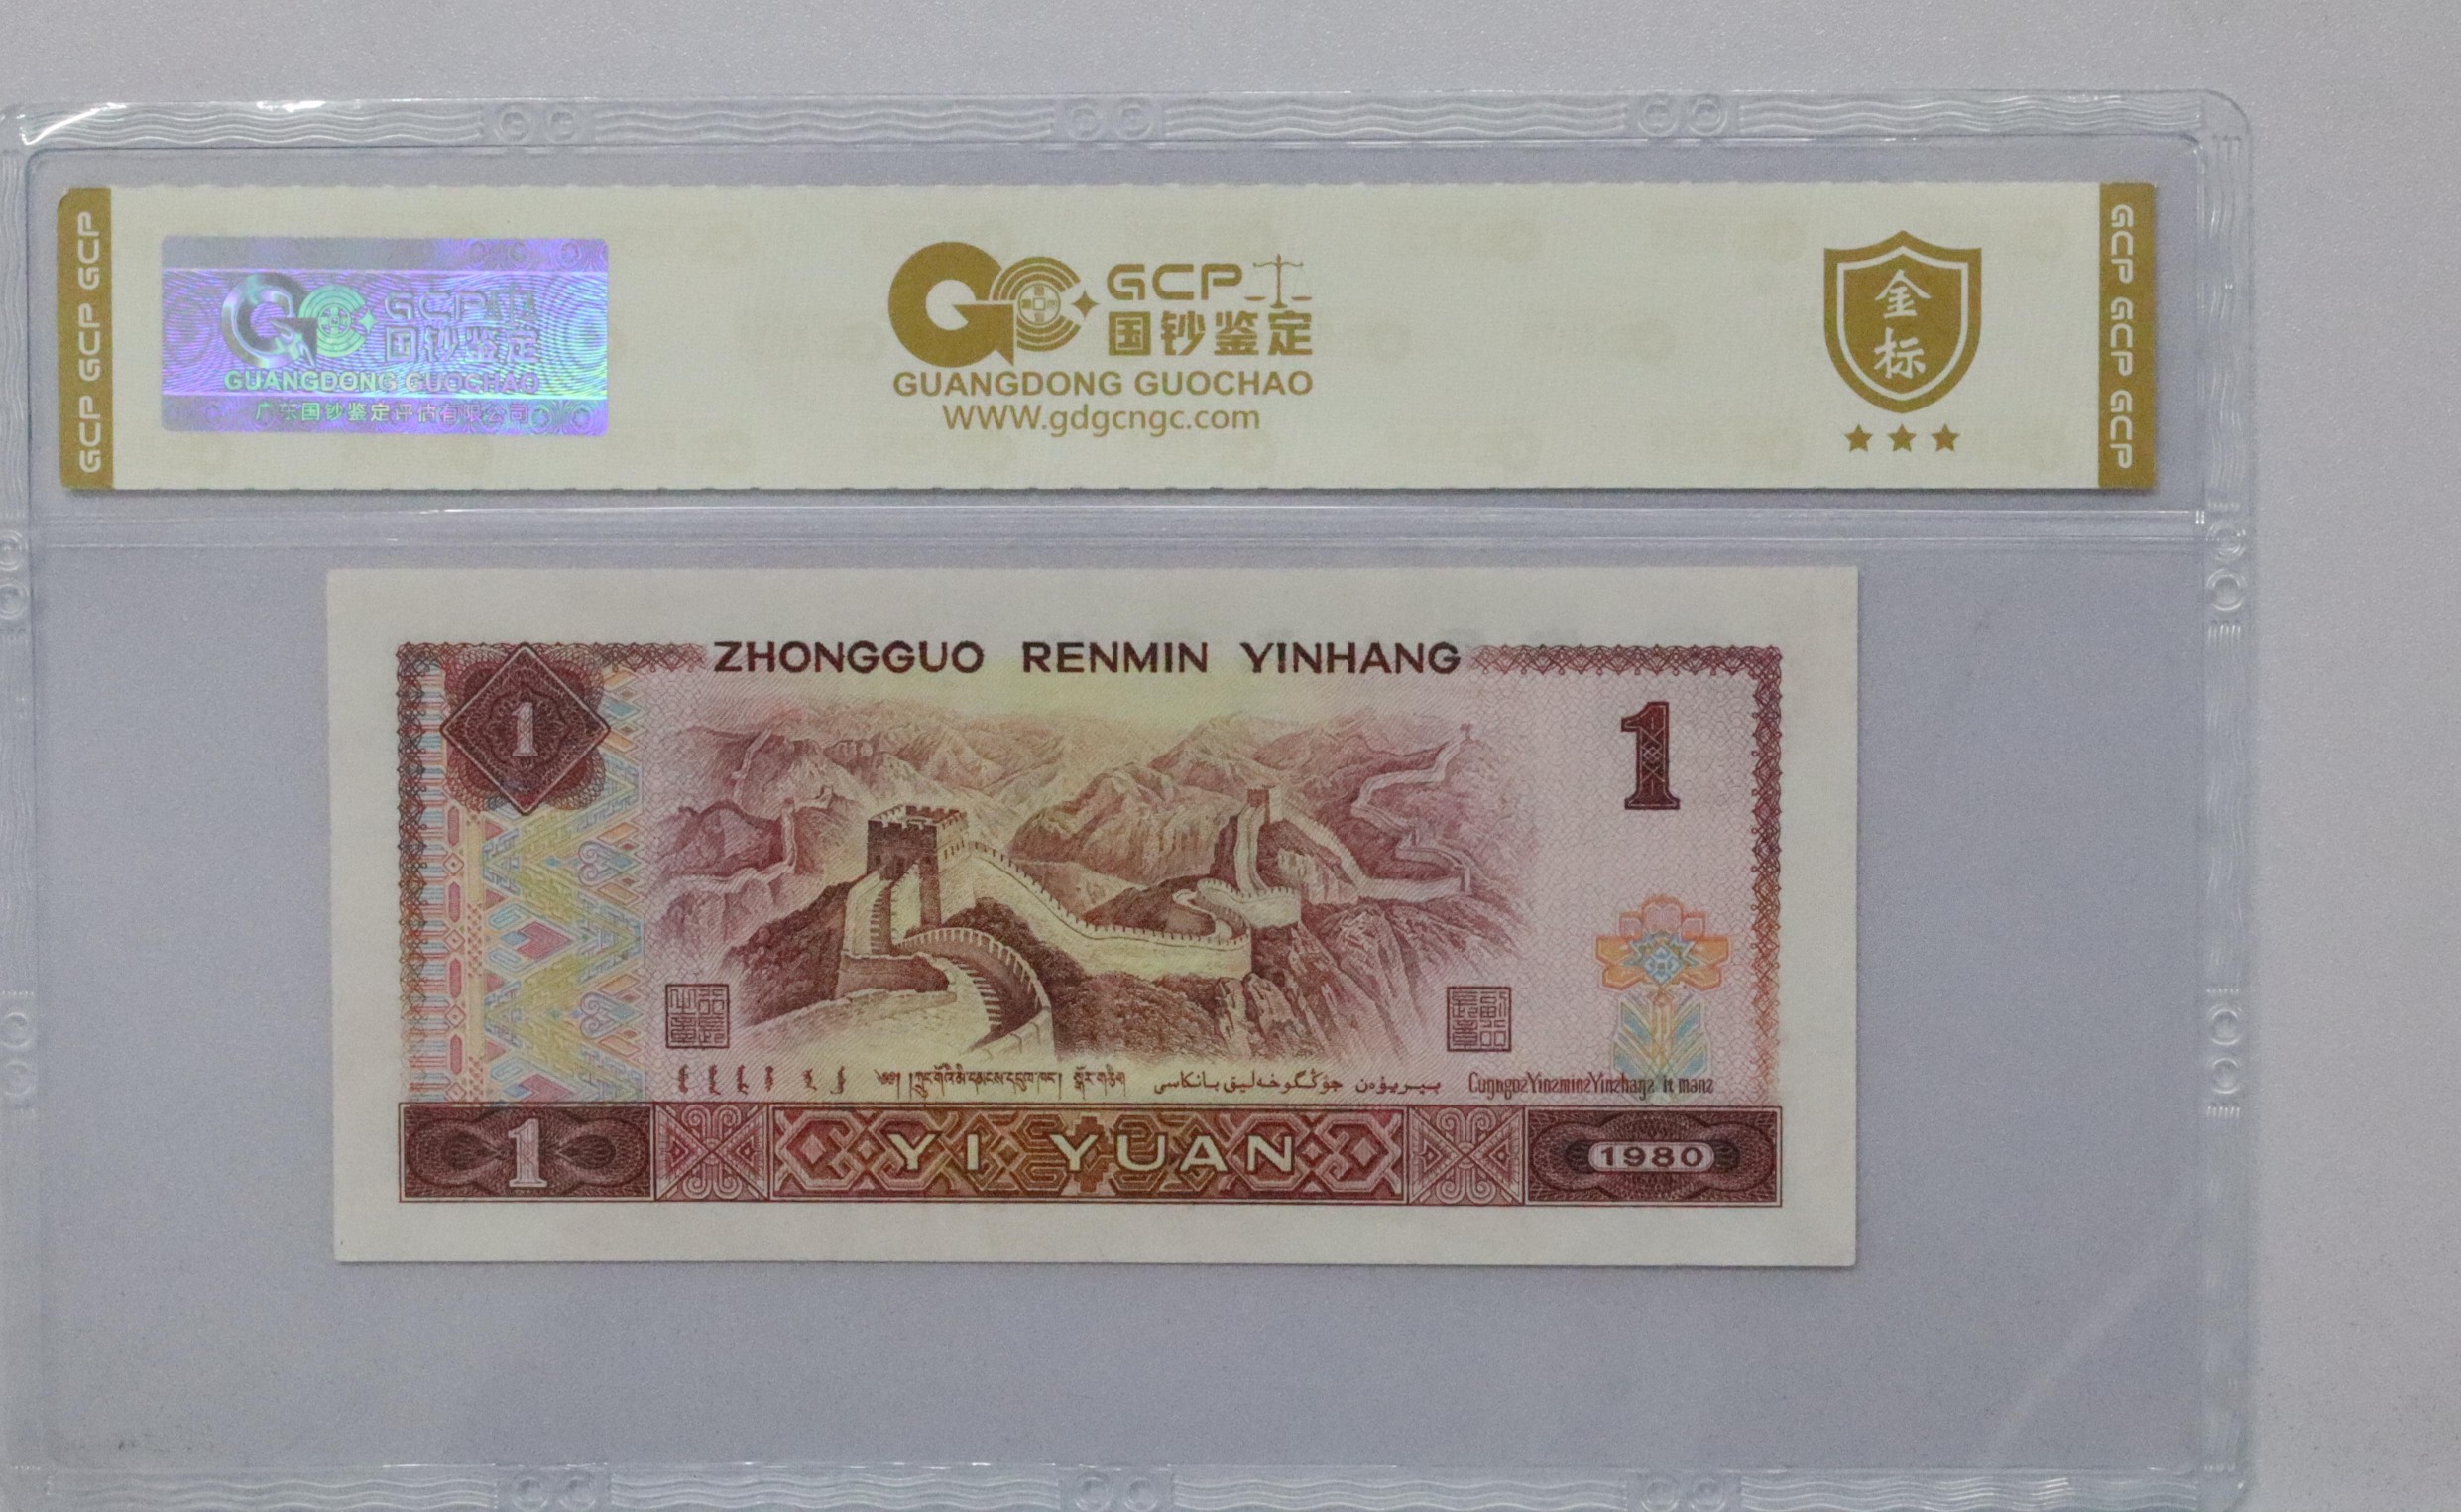 GCP GCP GCP
GCP
国钞鉴定
GUANGDONG GUOCHAO
广东国钞鉴定评估有限公司
GCP
国钞鉴定
GUANGDONG GUOCHAO
WWW.gdgcngc.com
金
标
GCP GCP GCP
ZHONGGUO RENMIN YINHANG
1
1
YI YUAN
1
1980